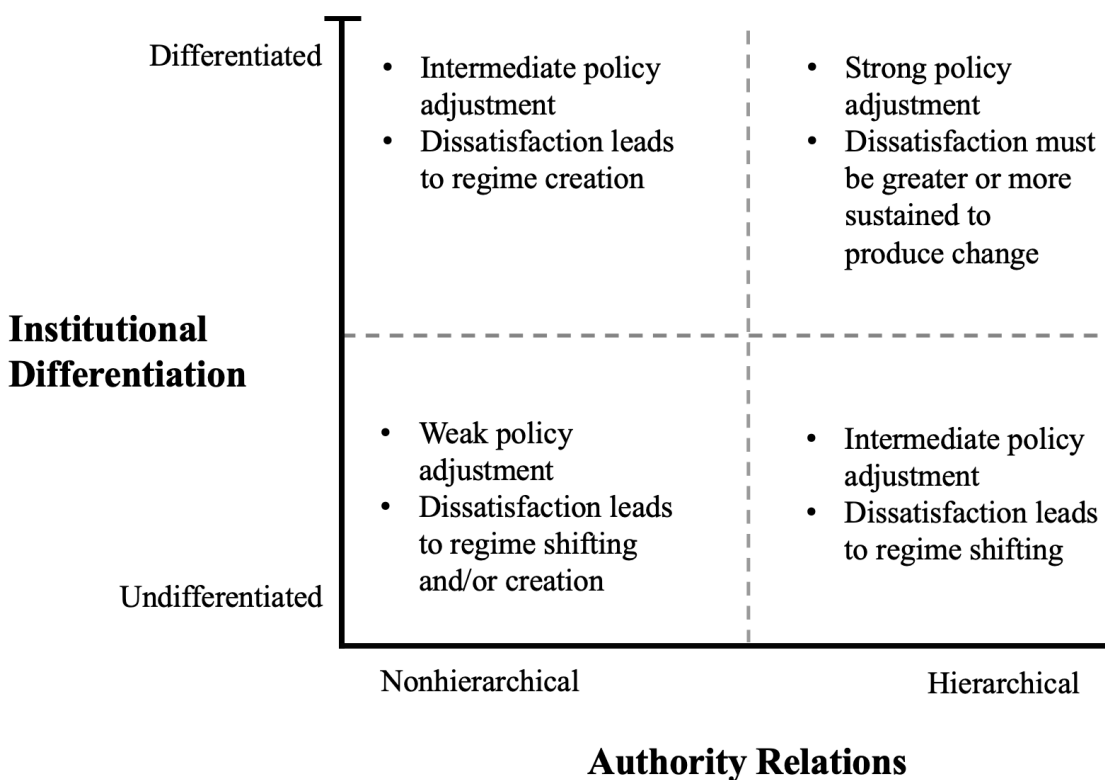 Differentiated
• Intermediate policy
adjustment
• Dissatisfaction leads
to regime creation
• Strong policy
adjustment
• Dissatisfaction must
be greater or more
sustained to
produce change
Institutional
Differentiation
• Weak policy
adjustment
• Dissatisfaction leads
to regime shifting
and/or creation
• Intermediate policy
adjustment
• Dissatisfaction leads
to regime shifting
Undifferentiated
Nonhierarchical
Hierarchical
Authority Relations